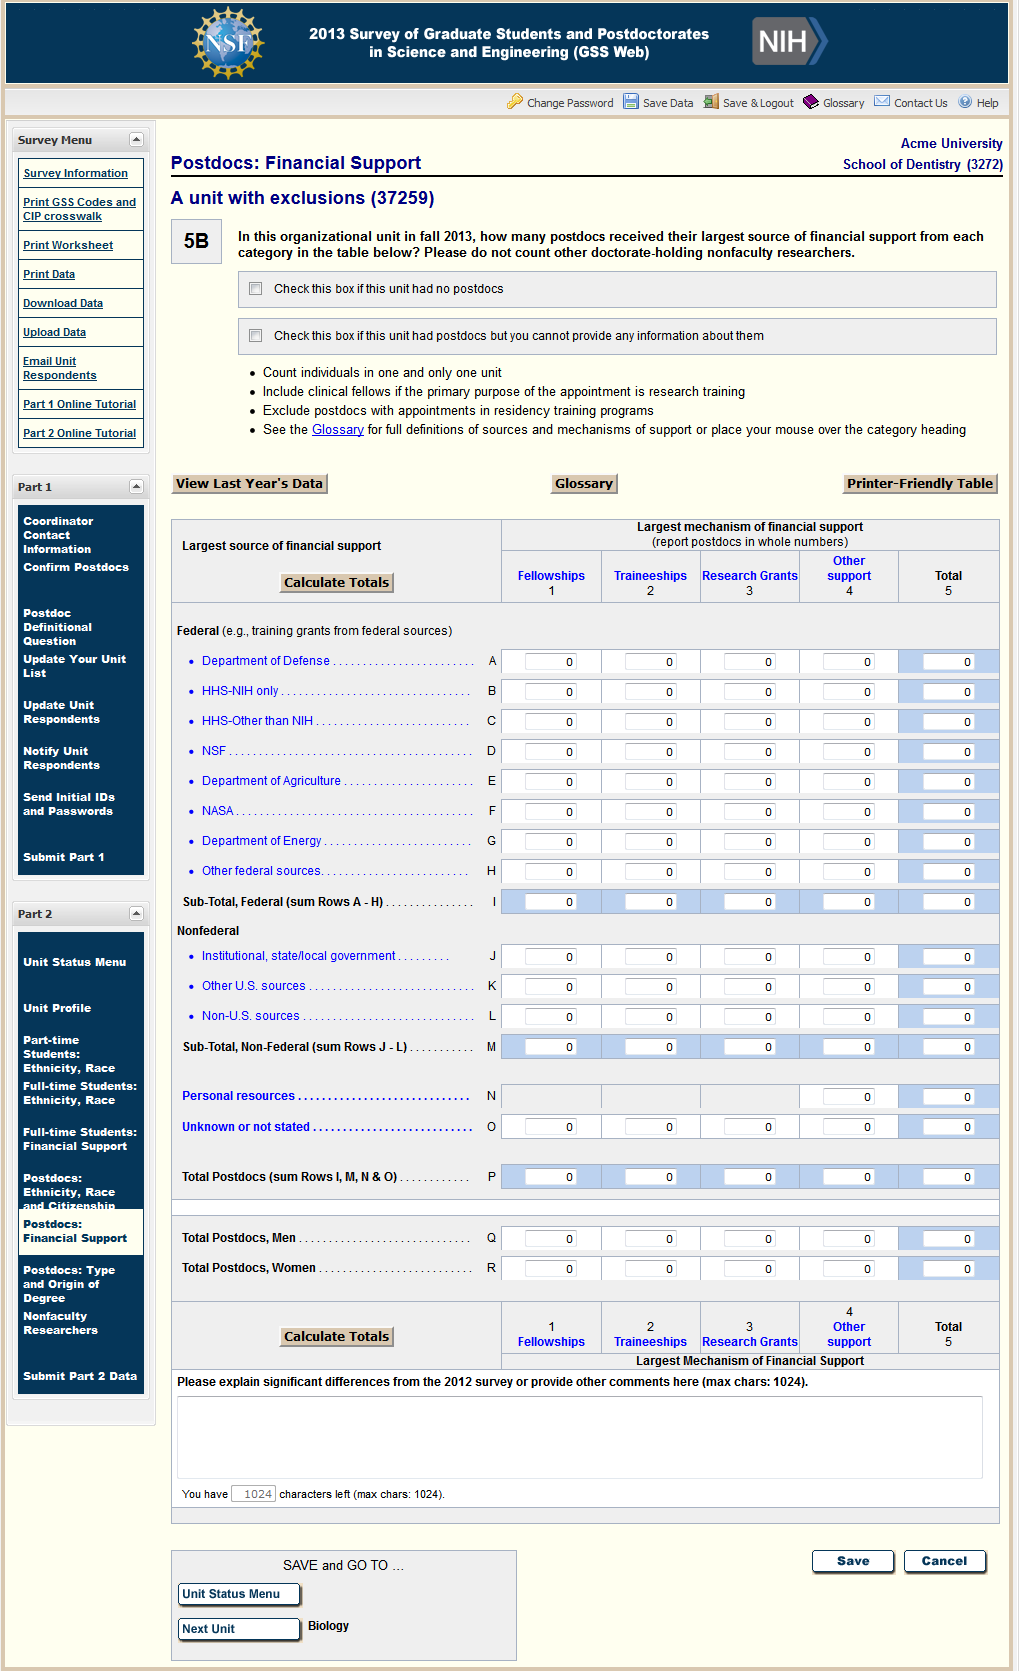 NSF
2013 Survey of Graduate Students and Postdoctorates
in Science and Engineering (GSS Web)
NIH
Change Password Save Data Save & Logout Glossary Contact Us Help
Survey Menu
Survey Information
Print GSS Codes and
CIP crosswalk
Print Worksheet
Print Data
Download Data
Upload Data
Email Unit
Respondents
Part 1 Online Tutorial
Part 2 Online Tutorial
Part 1
Coordinator
Contact
Information
Confirm Postdocs
Postdoc
Definitional
Question
Update Your Unit
List
Update Unit
Respondents
Notify Unit
Respondents
Send Initial IDs
and Passwords
Submit Part 1
Part 2
Unit Status Menu
Unit Profile
Part-time
Students:
Ethnicity, Race
Full-time Students:
Ethnicity, Race
Full-time Students:
Financial Support
Postdocs:
Ethnicity, Race
and Citizenship
Postdocs:
Financial Support
Postdocs: Type
and Origin of
Degree
Nonfaculty
Researchers
Submit Part 2 Data
Acme University
Postdocs: Financial Support School of Dentistry (3272)
A unit with exclusions (37259)
5B In this organizational unit in fall 2013, how many postdocs received their largest source of financial support from each
category in the table below? Please do not count other doctorate-holding nonfaculty researchers.
Check this box if this unit had no postdocs
Check this box if this unit had postdocs but you cannot provide any information about them
• Count individuals in one and only one unit
• Include clinical fellows if the primary purpose of the appointment is research training
• Exclude postdocs with appointments in residency training programs
• See the Glossary for full definitions of sources and mechanisms of support or place your mouse over the category heading
View Last Year's Data Glossary Printer-Friendly Table
Largest source of financial support
Calculate Totals
Largest mechanism of financial support
(report postdocs in whole numbers)
Fellowships
1
Traineeships
2
Research Grants
3
Other
support
4
Total
5
Federal (e.g., training grants from federal sources)
• Department of Defense . . . . . . . . . . . . . . . . . . . . . . . . A 0 0 0 0 0
• HHS-NIH only . . . . . . . . . . . . . . . . . . . . . . . . . . . . . . . . B 0 0 0 0 0
• HHS-Other than NIH . . . . . . . . . . . . . . . . . . . . . . . . . . C 0 0 0 0 0
• NSF . . . . . . . . . . . . . . . . . . . . . . . . . . . . . . . . . . . . . . . . . D 0 0 0 0 0
• Department of Agriculture . . . . . . . . . . . . . . . . . . . . . . E 0 0 0 0 0
• NASA . . . . . . . . . . . . . . . . . . . . . . . . . . . . . . . . . . . . . . . . F 0 0 0 0 0
• Department of Energy . . . . . . . . . . . . . . . . . . . . . . . . . G 0 0 0 0 0
• Other federal sources. . . . . . . . . . . . . . . . . . . . . . . . . H 0 0 0 0 0
Sub-Total, Federal (sum Rows A - H) . . . . . . . . . . . . . . . I 0 0 0 0 0
Nonfederal
• Institutional, state/local government . . . . . . . . . J 0 0 0 0 0
• Other U.S. sources . . . . . . . . . . . . . . . . . . . . . . . . . . . . K 0 0 0 0 0
• Non-U.S. sources . . . . . . . . . . . . . . . . . . . . . . . . . . . . . L 0 0 0 0 0
Sub-Total, Non-Federal (sum Rows J - L) . . . . . . . . . . . M 0 0 0 0 0
Personal resources . . . . . . . . . . . . . . . . . . . . . . . . . . . . . N 0 0
Unknown or not stated . . . . . . . . . . . . . . . . . . . . . . . . . . . O 0 0 0 0 0
Total Postdocs (sum Rows I, M, N & O) . . . . . . . . . . . . P 0 0 0 0 0
Total Postdocs, Men . . . . . . . . . . . . . . . . . . . . . . . . . . . . . Q 0 0 0 0 0
Total Postdocs, Women . . . . . . . . . . . . . . . . . . . . . . . . . . R 0 0 0 0 0
Calculate Totals
1
Fellowships
2
Traineeships
3
Research Grants
4
Other
support
Total
5
Largest Mechanism of Financial Support
Please explain significant differences from the 2012 survey or provide other comments here (max chars: 1024).
You have 1024 characters left (max chars: 1024).
SAVE and GO TO ...
Unit Status Menu
Next Unit Biology
Save Cancel